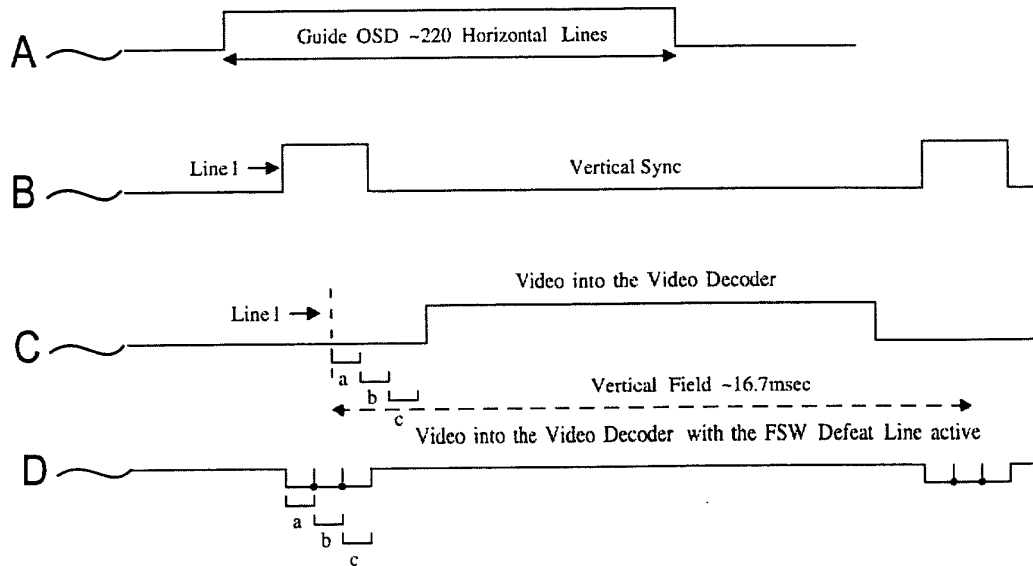 A
Guide OSD ~220 Horizontal Lines
B
Line 1
Vertical Sync
Video into the Video Decoder
Line 1
C
a
b
c
Vertical Field ~16.7msec
Video into the Video Decoder with the FSW Defeat Line active
D
a
b
c